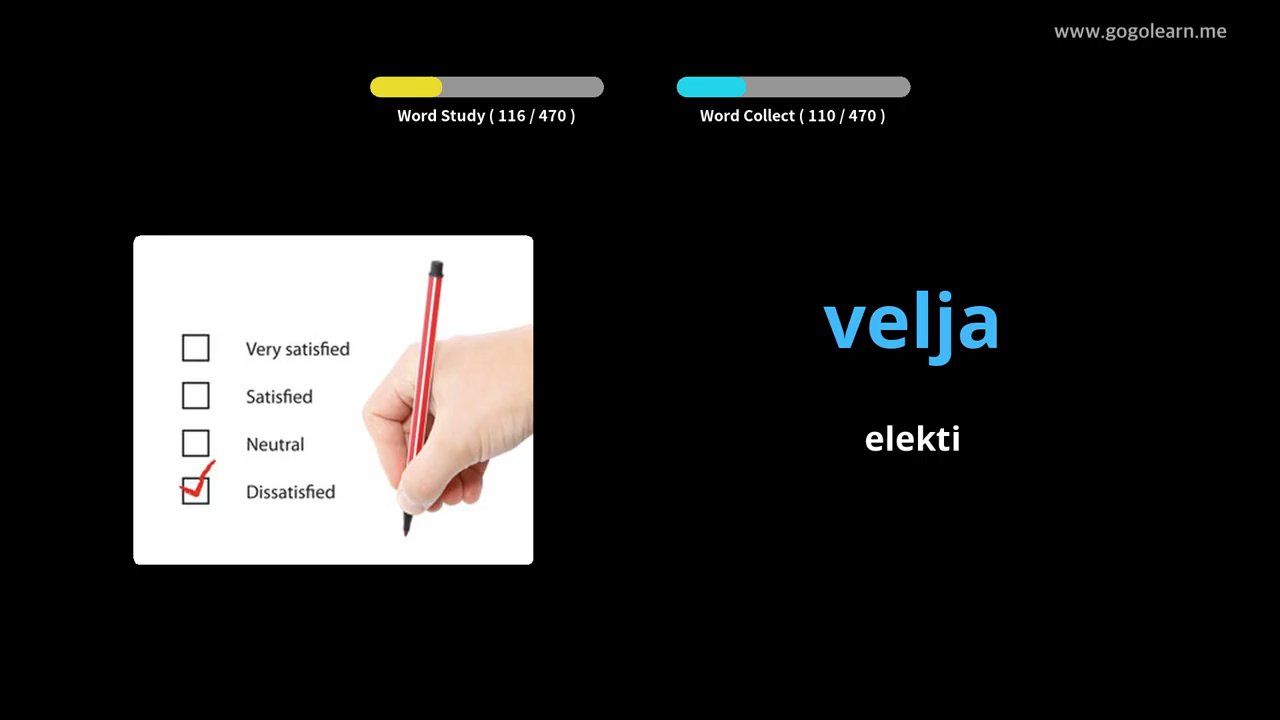 www.gogolearn.me
Word Study ( 116 / 470 )
Word Collect ( 110 / 470 )
Very satisfied
Satisfied
Neutral
Dissatisfied
velja
elekti